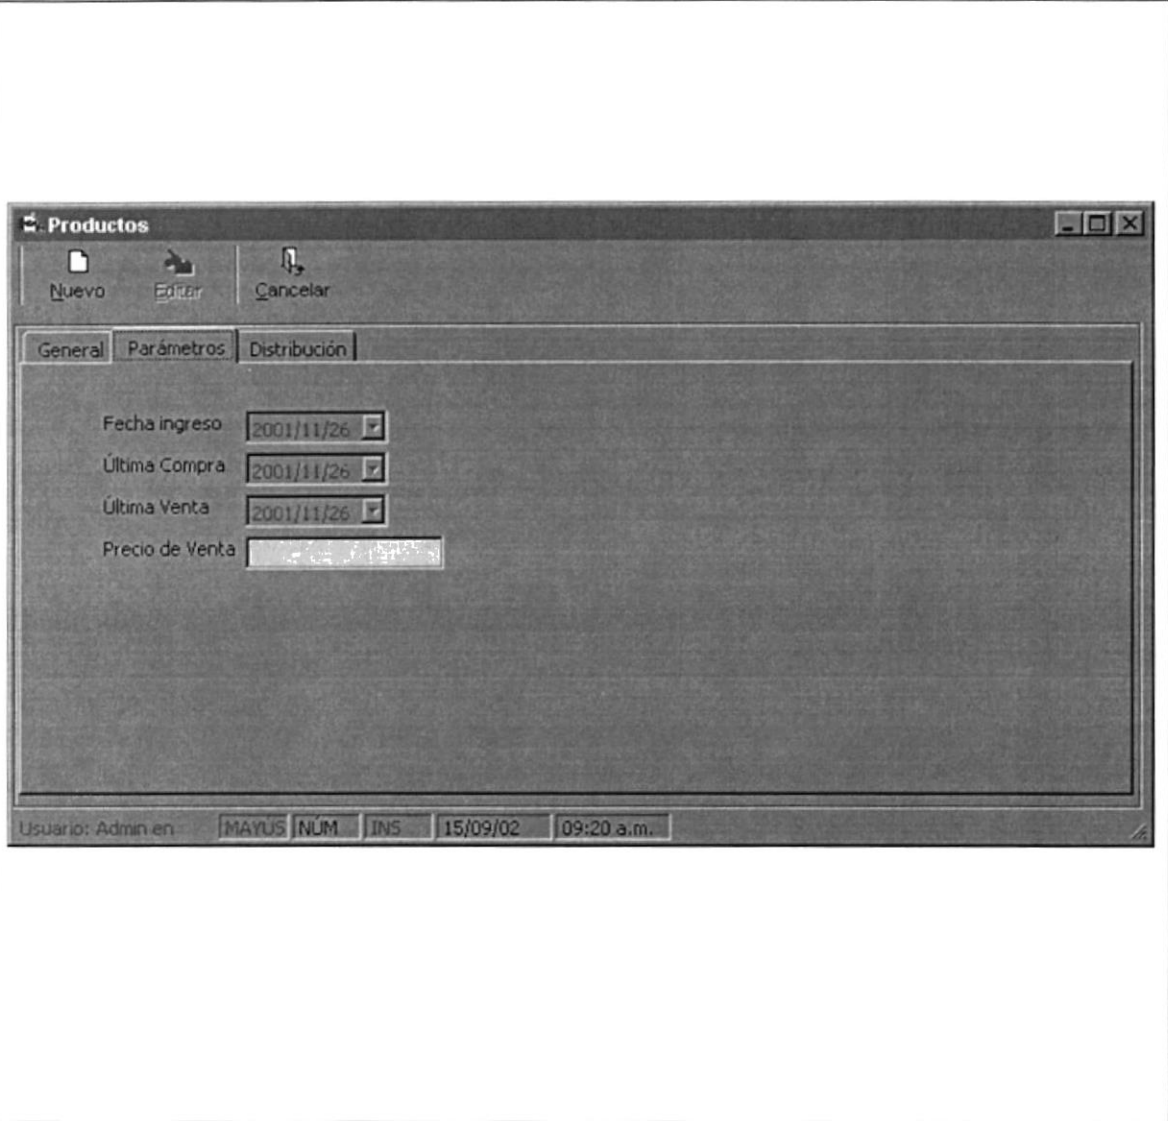 Productos
Nuevo Editar Cancelar
General Parámetros Distribución
Fecha ingreso 2001/11/26
Última Compra 2001/11/26
Última Venta 2001/11/26
Precio de Venta
Usuario: Admin en MAYÚS NÚM INS 15/09/02 09:20 a.m.